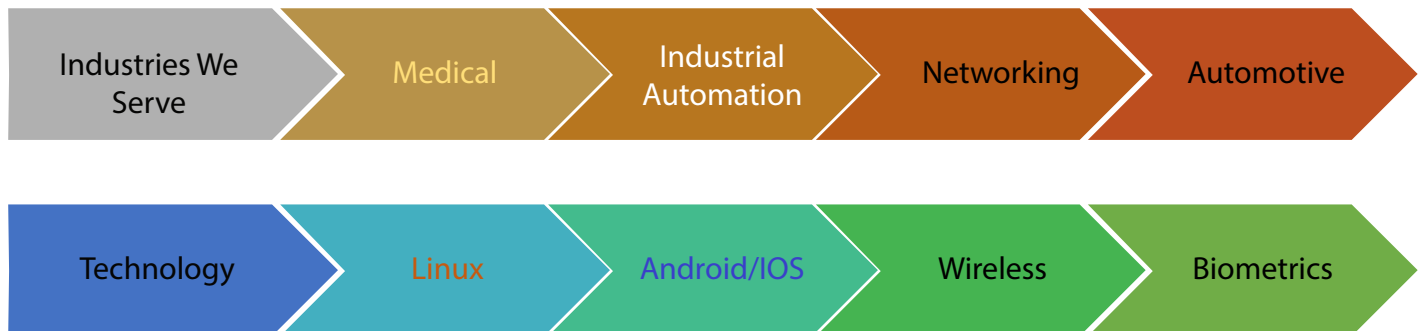 Industries We
Serve
Medical
Industrial
Automation
Networking
Automotive
Technology
Linux
Android/IOS
Wireless
Biometrics